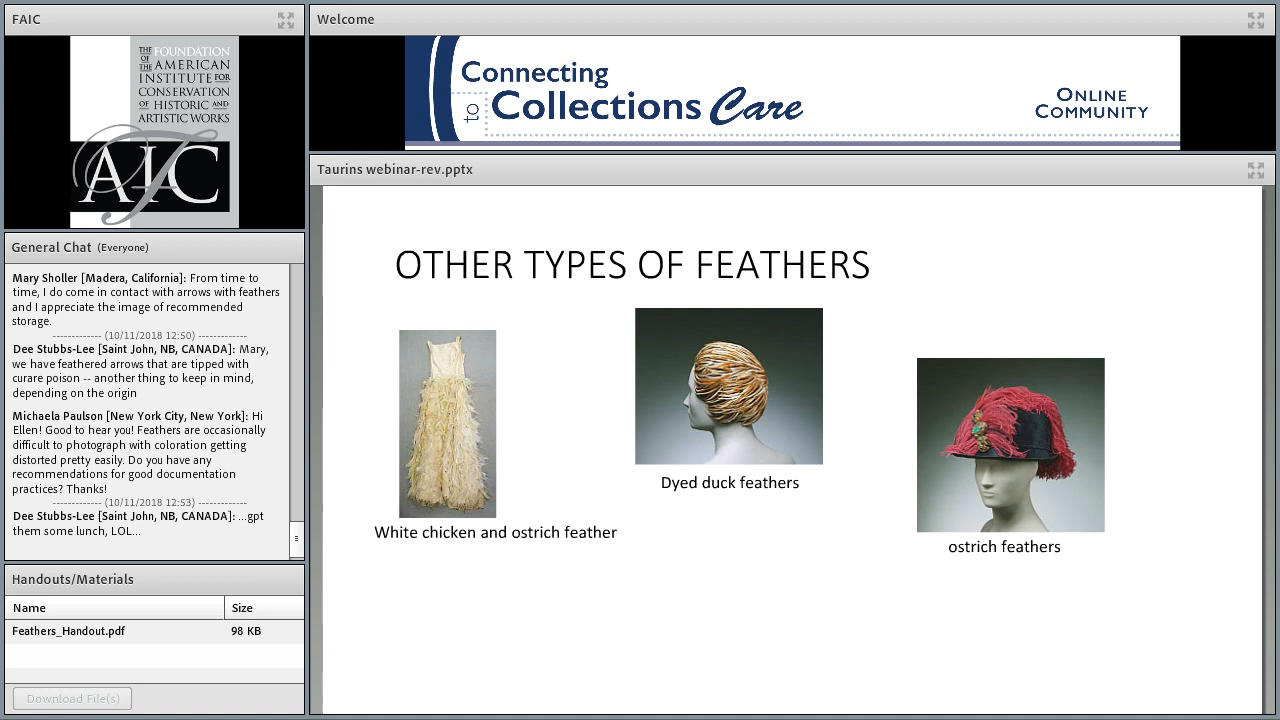 FAIC
THE FOUNDATION
OF THE AMERICAN
INSTITUTE FOR
CONSERVATION
OF HISTORIC AND
ARTISTIC WORKS
AIC
General Chat (Everyone)
Mary Sholler [Madera, California]: From time to
time, I do come in contact with arrows with feathers
and I appreciate the image of recommended
storage.
------------- (10/11/2018 12:50) -------------
Dee Stubbs-Lee [Saint John, NB, CANADA]: Mary,
we have feathered arrows that are tipped with
curare poison -- another thing to keep in mind,
depending on the origin
Michaela Paulson [New York City, New York]: Hi
Ellen! Good to hear you! Feathers are occasionally
difficult to photograph with coloration getting
distorted pretty easily. Do you have any
recommendations for good documentation
practices? Thanks!
------------- (10/11/2018 12:53) -------------
Dee Stubbs-Lee [Saint John, NB, CANADA]: ...gpt
them some lunch, LOL...
Handouts/Materials
Name Size
Feathers_Handout.pdf 98 KB
Download File(s)
Welcome
Connecting
to Collections Care
ONLINE
COMMUNITY
Taurins webinar-rev.pptx
OTHER TYPES OF FEATHERS
White chicken and ostrich feather
Dyed duck feathers
ostrich feathers